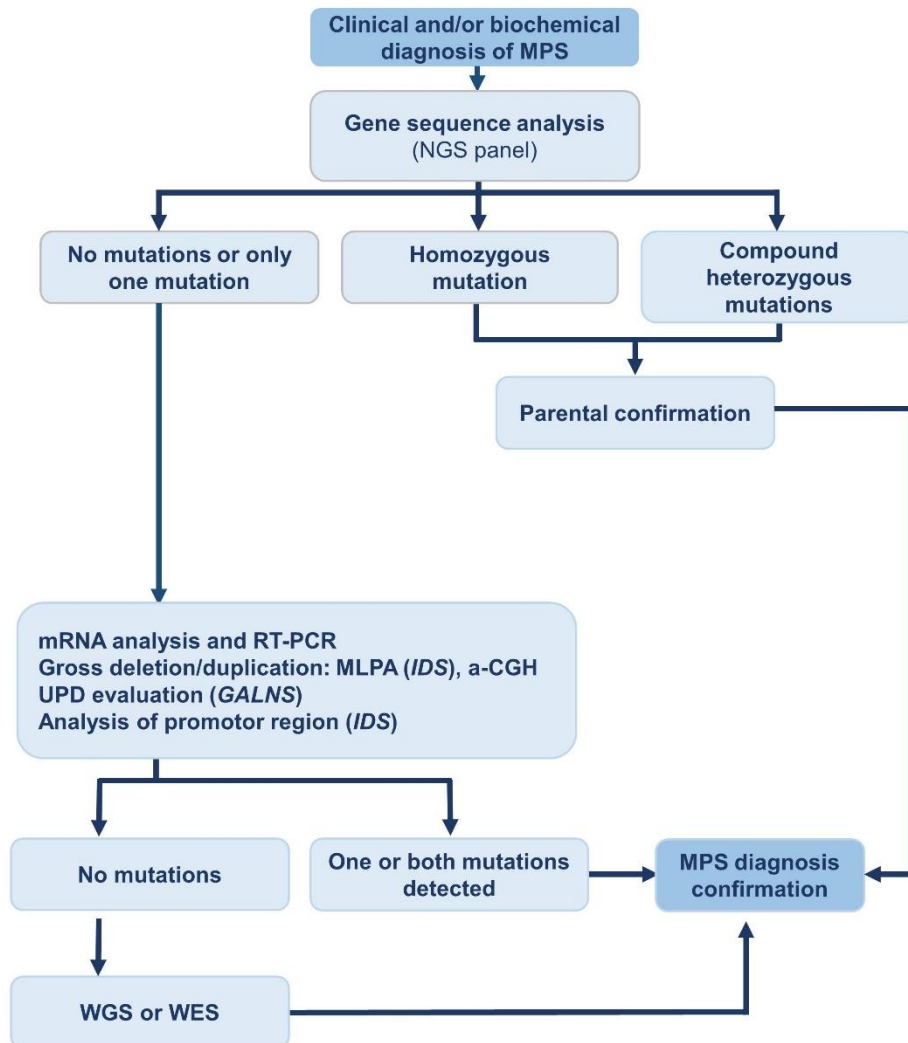 Clinical and/or biochemical
diagnosis of MPS
Gene sequence analysis
(NGS panel)
No mutations or only
one mutation
Homozygous
mutation
Compound
heterozygous
mutations
Parental confirmation
mRNA analysis and RT-PCR
Gross deletion/duplication: MLPA (IDS), a-CGH
UPD evaluation (GALNS)
Analysis of promotor region (IDS)
No mutations
One or both mutations
detected
MPS diagnosis
confirmation
WGS or WES